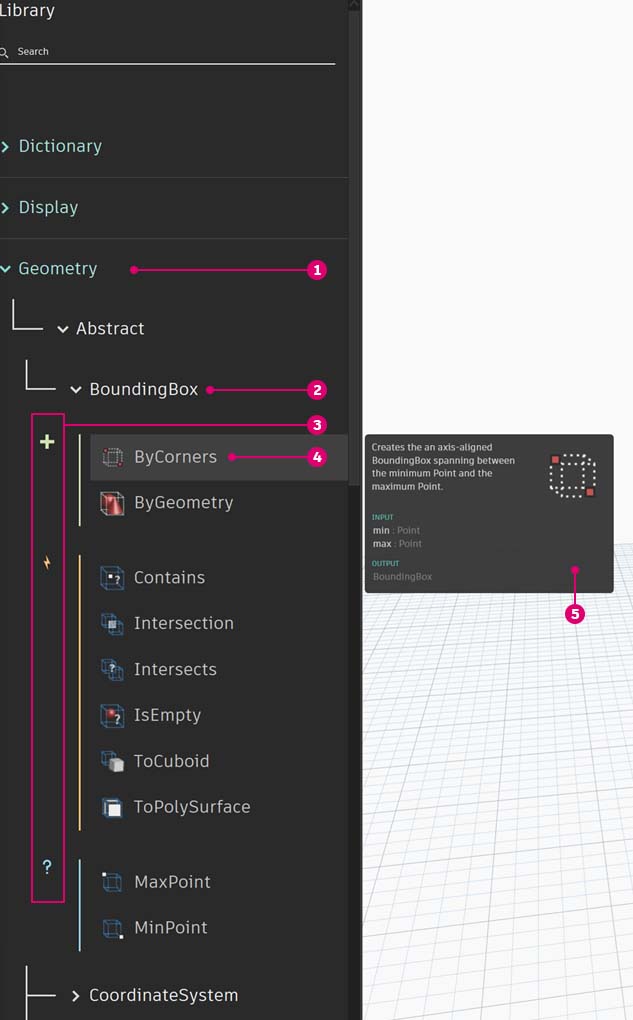 Library
Search
Dictionary
Display
Geometry
1
Abstract
BoundingBox
2
3
+
ByCorners
4
ByGeometry
Contains
Intersection
Intersects
IsEmpty
ToCuboid
ToPolySurface
?
MaxPoint
MinPoint
CoordinateSystem
Creates the an axis-aligned
BoundingBox spanning between
the minimum Point and the
maximum Point.
INPUT
min : Point
max : Point
OUTPUT
BoundingBox
5